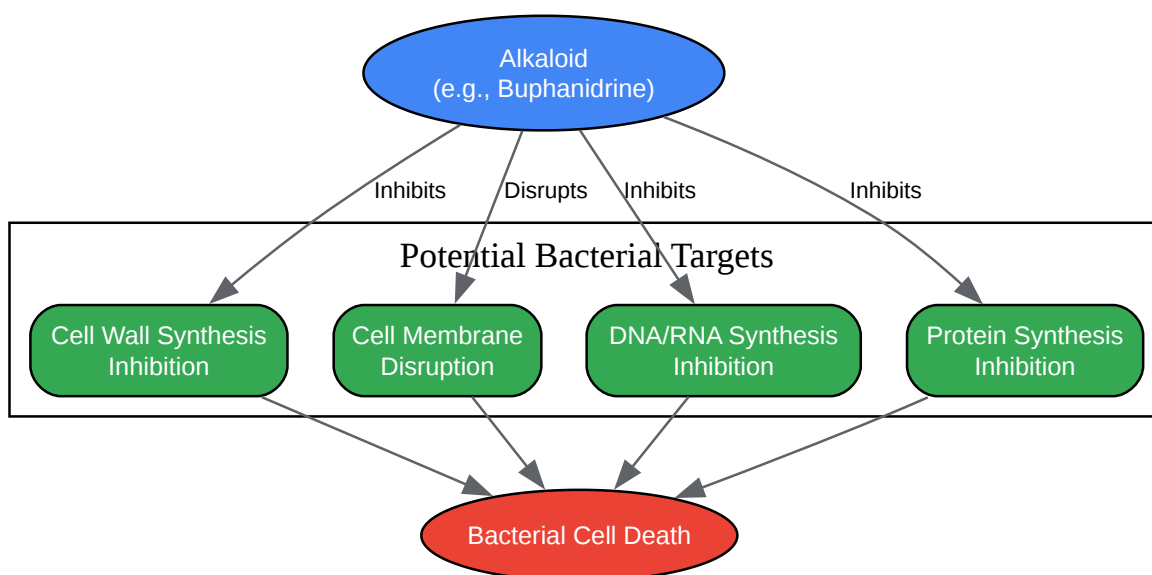 Alkaloid
(e.g., Buphanidrine)
Inhibits
Disrupts
Inhibits
Inhibits
Potential Bacterial Targets
Cell Wall Synthesis
Inhibition
Cell Membrane
Disruption
DNA/RNA Synthesis
Inhibition
Protein Synthesis
Inhibition
Bacterial Cell Death